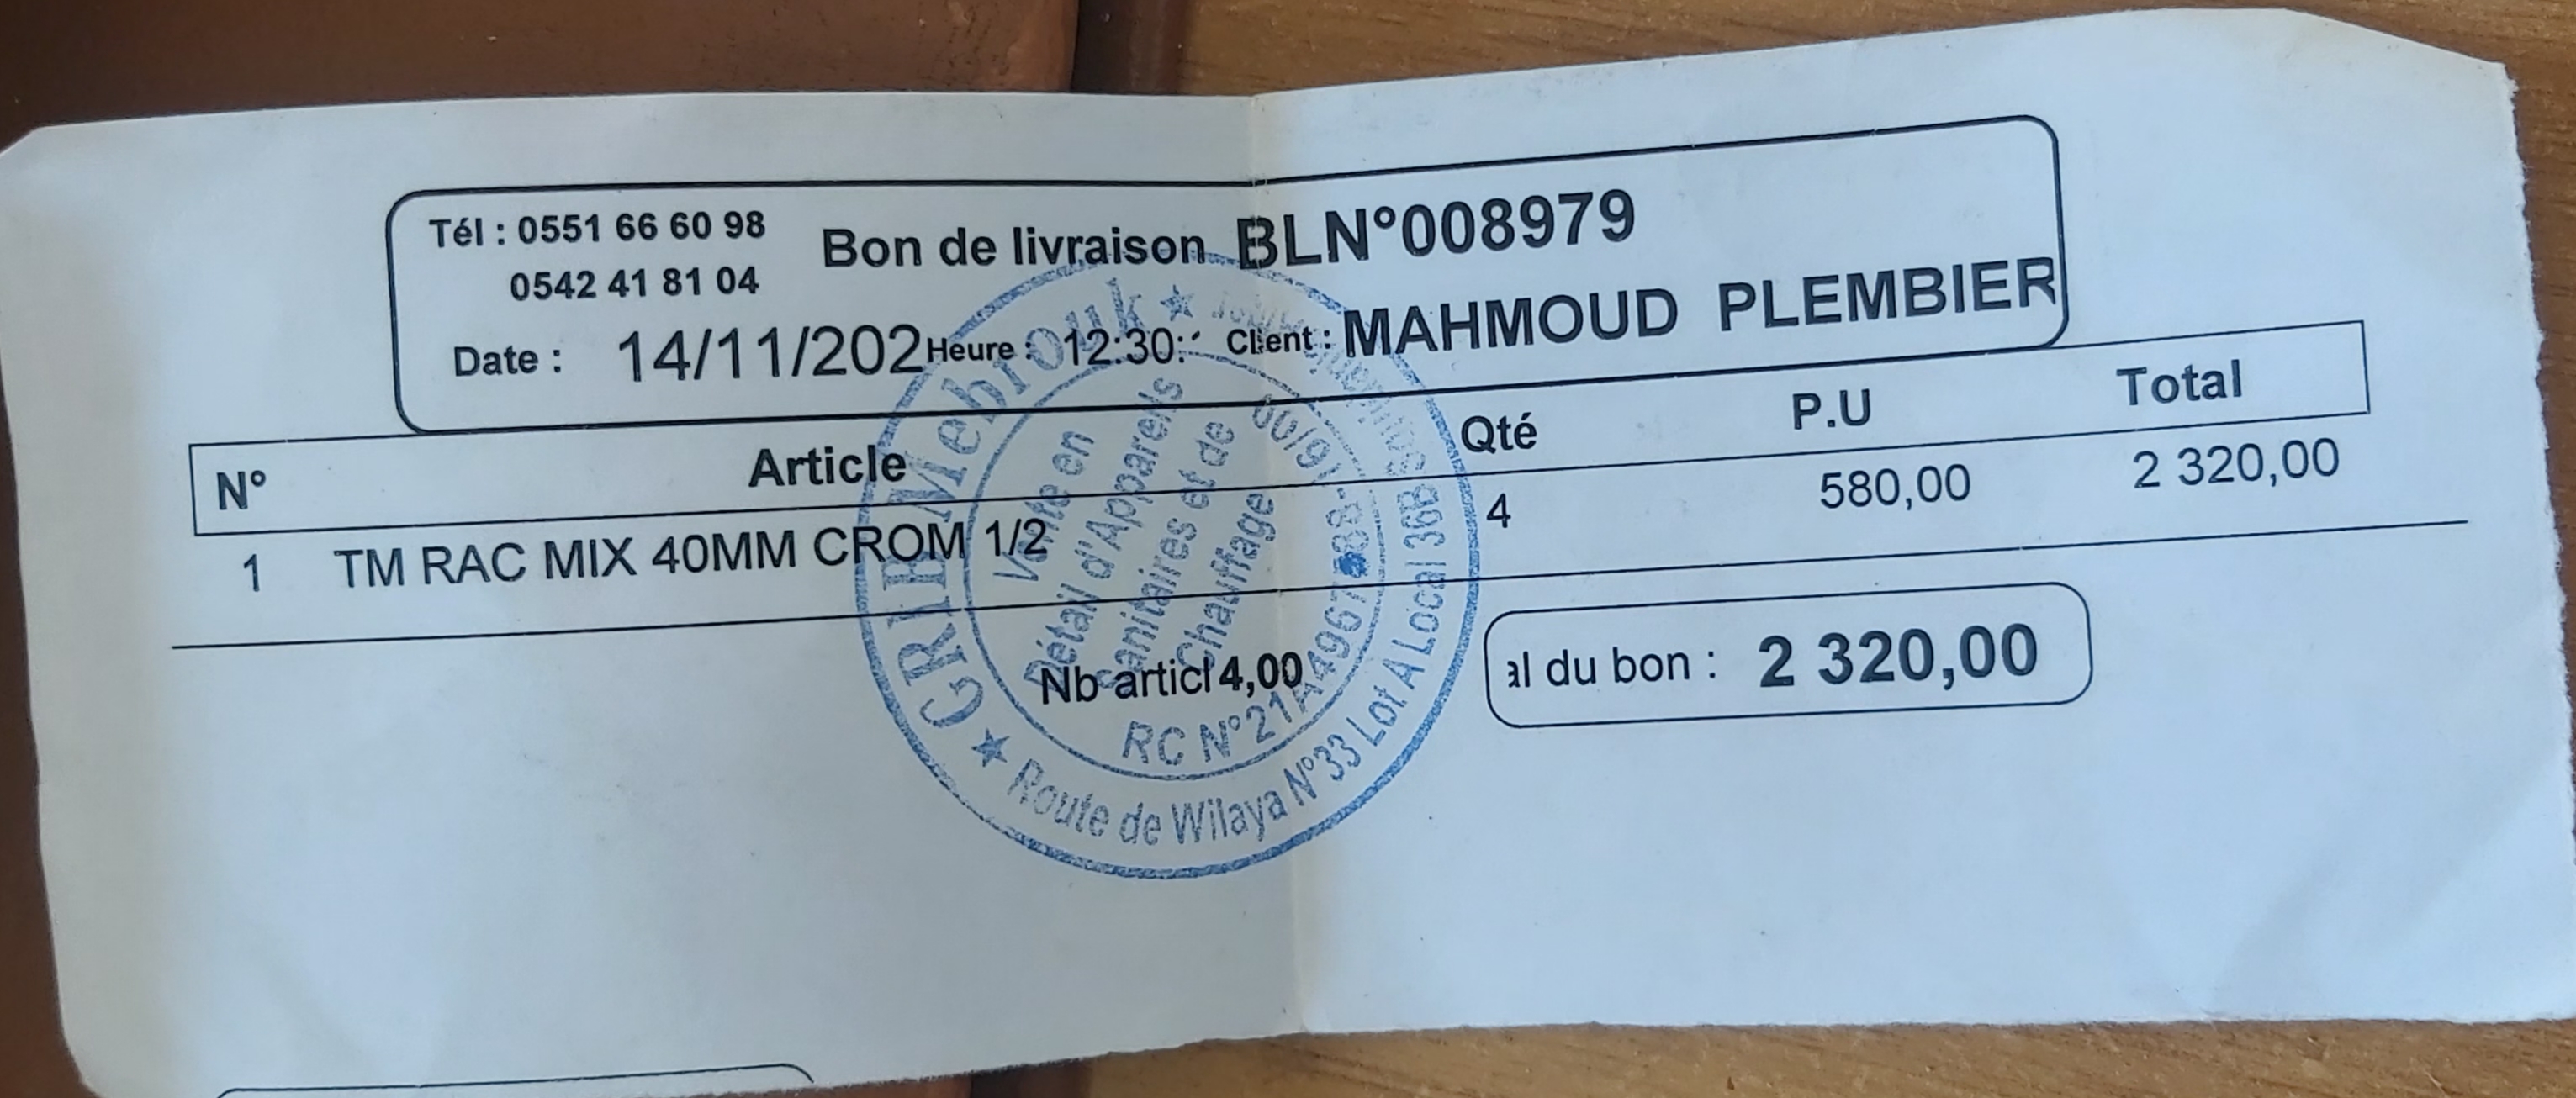 Tél : 0551 66 60 98
0542 41 81 04
Bon de livraison BLN°008979
Date : 14/11/202 Heure : 12:30: Client : MAHMOUD PLEMBIER
N° Article Qté P.U Total
1 TM RAC MIX 40MM CROM 1/2 4 580,00 2 320,00
Nb articl 4,00
al du bon : 2 320,00
GRIB Mebrouk
Route de Wilaya N°33 Lot A Local 36B
Vente en
Détail d'Appareils
Sanitaires et de
Chauffage
RC N°21A4967
00/91